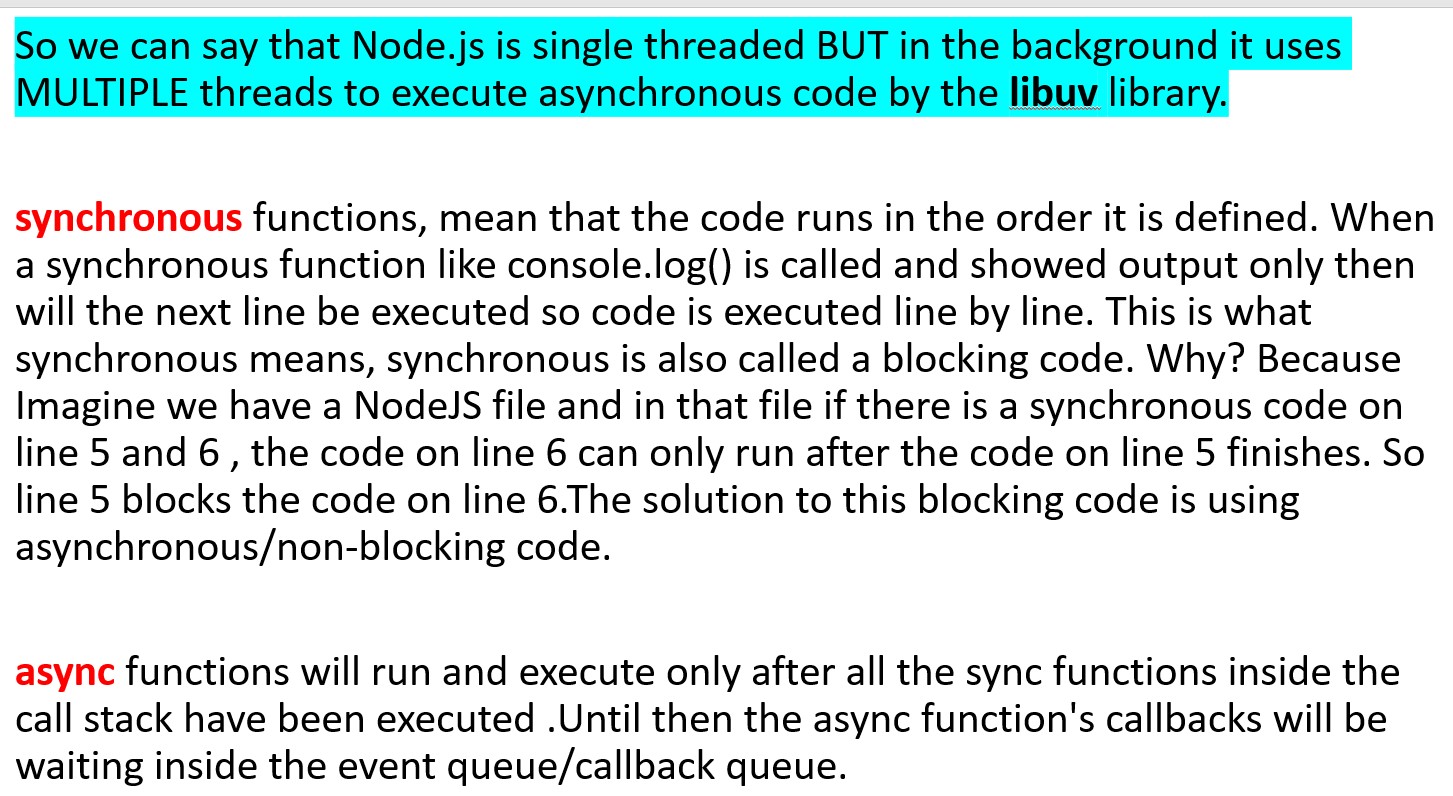 So we can say that Node.js is single threaded BUT in the background it uses
MULTIPLE threads to execute asynchronous code by the libuv library.
synchronous functions, mean that the code runs in the order it is defined. When
a synchronous function like console.log() is called and showed output only then
will the next line be executed so code is executed line by line. This is what
synchronous means, synchronous is also called a blocking code. Why? Because
Imagine we have a NodeJS file and in that file if there is a synchronous code on
line 5 and 6 , the code on line 6 can only run after the code on line 5 finishes. So
line 5 blocks the code on line 6.The solution to this blocking code is using
asynchronous/non-blocking code.
async functions will run and execute only after all the sync functions inside the
call stack have been executed .Until then the async function's callbacks will be
waiting inside the event queue/callback queue.